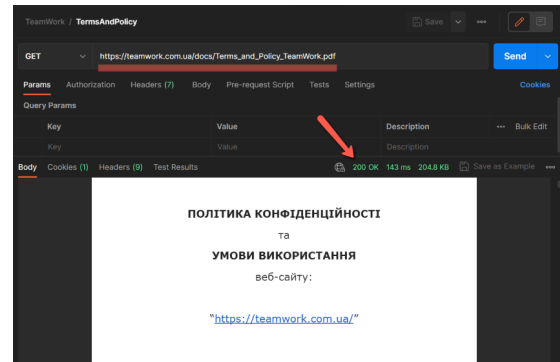 TeamWork / TermsAndPolicy
Save
GET https://teamwork.com.ua/docs/Terms_and_Policy_TeamWork.pdf Send
Params Authorization Headers (7) Body Pre-request Script Tests Settings Cookies
Query Params
Key Value Description Bulk Edit
Key Value Description
Body Cookies (1) Headers (9) Test Results 200 OK 143 ms 204.8 KB Save as Example
ПОЛІТИКА КОНФІДЕНЦІЙНОСТІ
та
УМОВИ ВИКОРИСТАННЯ
веб-сайту:
“https://teamwork.com.ua/”